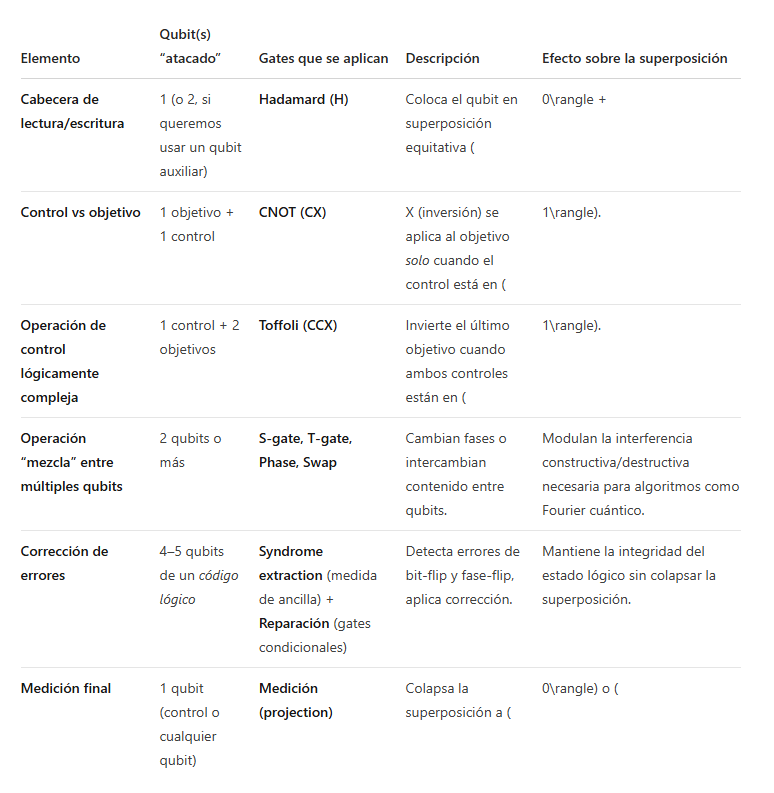 Qubit(s)
Elemento “atacado” Gates que se aplican Descripción Efecto sobre la superposición
Cabecera de 1 (o 2, si Hadamard (H) Coloca el qubit en 0\rangle +
lectura/escritura queremos superposición
usar un qubit equitativa (
auxiliar)
Control vs objetivo 1 objetivo + CNOT (CX) X (inversión) se 1\rangle).
1 control aplica al objetivo
solo cuando el
control está en (
Operación de 1 control + 2 Toffoli (CCX) Invierte el último 1\rangle).
control objetivos objetivo cuando
lógicamente ambos controles
compleja están en (
Operación 2 qubits o S-gate, T-gate, Cambian fases o Modulan la interferencia
“mezcla” entre más Phase, Swap intercambian constructiva/destructiva
múltiples qubits contenido entre necesaria para algoritmos como
qubits. Fourier cuántico.
Corrección de 4–5 qubits Syndrome Detecta errores de Mantiene la integridad del
errores de un código extraction (medida bit-flip y fase-flip, estado lógico sin colapsar la
lógico de ancilla) + aplica corrección. superposición.
Reparación (gates
condicionales)
Medición final 1 qubit Medición Colapsa la 0\rangle) o (
(control o (projection) superposición a (
cualquier
qubit)